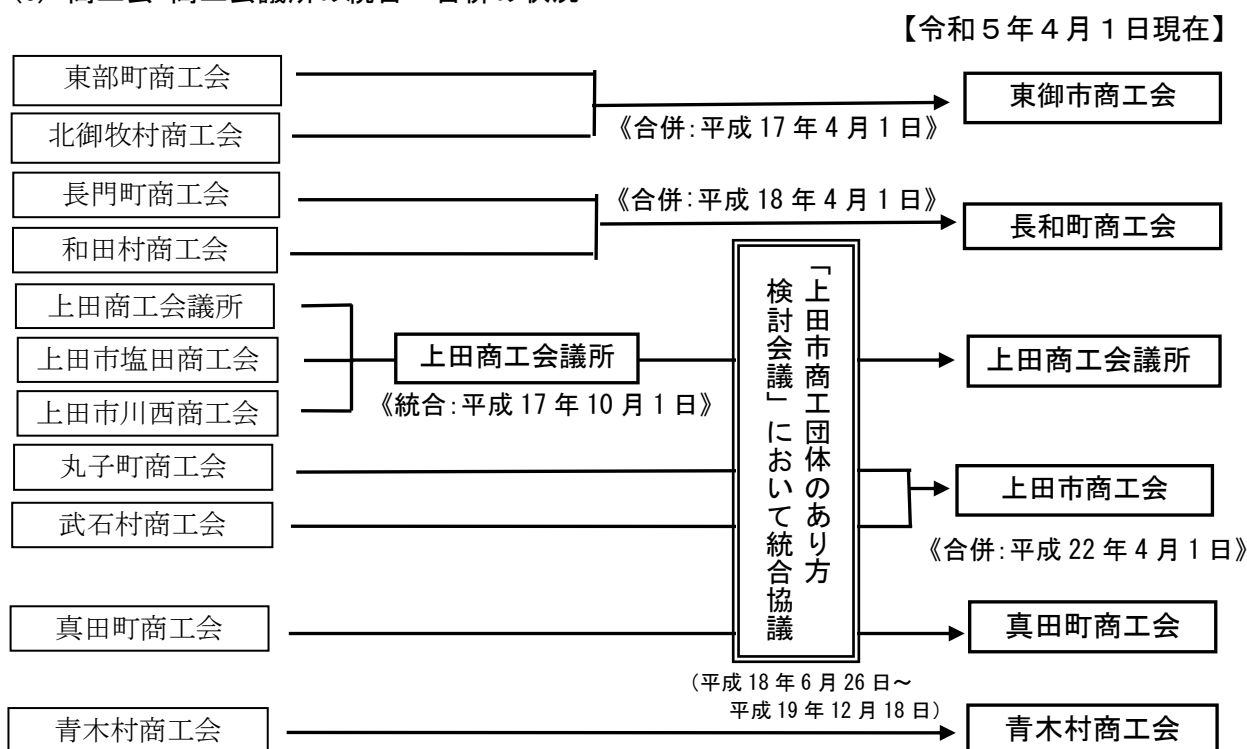 【令和5年4月1日現在】
東部町商工会
東御市商工会
北御牧村商工会
《合併:平成17年4月1日》
長門町商工会
《合併:平成18年4月1日》
長和町商工会
和田村商工会
「上田市商工団体のあり方
検討会議」において統合協議
上田商工会議所
上田市塩田商工会
上田商工会議所
上田商工会議所
上田市川西商工会
《統合:平成17年10月1日》
丸子町商工会
上田市商工会
武石村商工会
《合併:平成22年4月1日》
真田町商工会
真田町商工会
(平成18年6月26日～
平成19年12月18日)
青木村商工会
青木村商工会